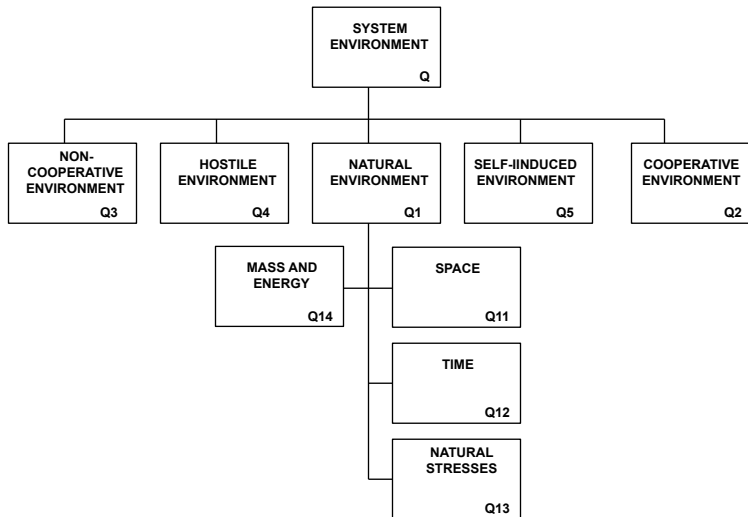 SYSTEM
ENVIRONMENT
Q
NON-
COOPERATIVE
ENVIRONMENT
Q3
HOSTILE
ENVIRONMENT
Q4
NATURAL
ENVIRONMENT
Q1
SELF-IINDUCED
ENVIRONMENT
Q5
COOPERATIVE
ENVIRONMENT
Q2
MASS AND
ENERGY
Q14
SPACE
Q11
TIME
Q12
NATURAL
STRESSES
Q13